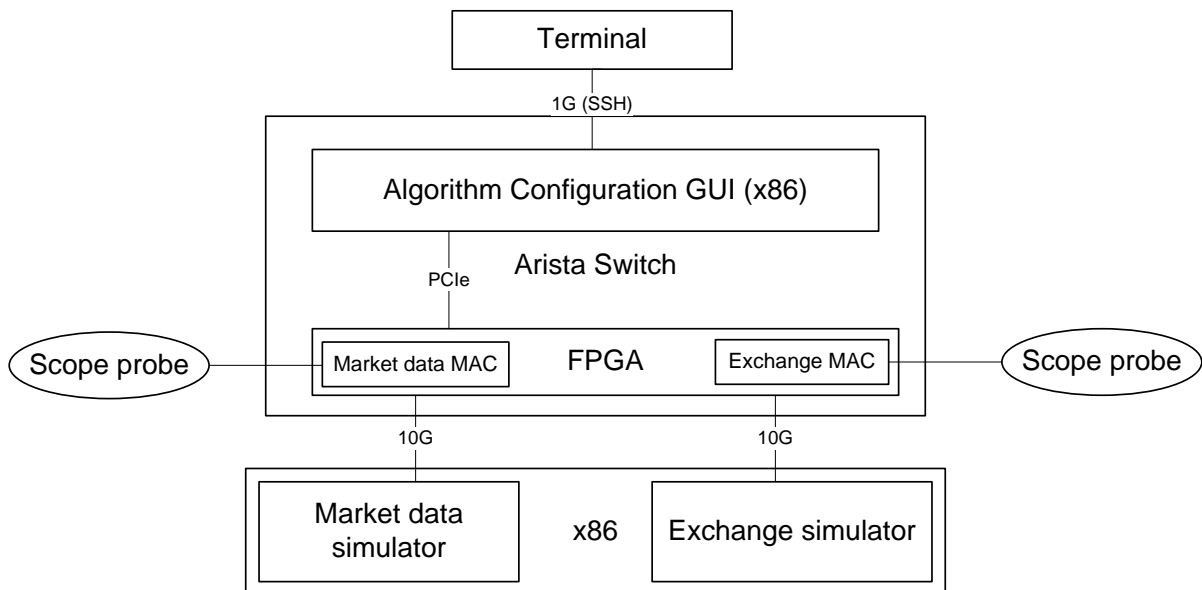 Terminal
1G (SSH)
Algorithm Configuration GUI (x86)
Arista Switch
PCIe
Scope probe
Market data MAC
FPGA
Exchange MAC
Scope probe
10G
10G
Market data
simulator
x86
Exchange simulator